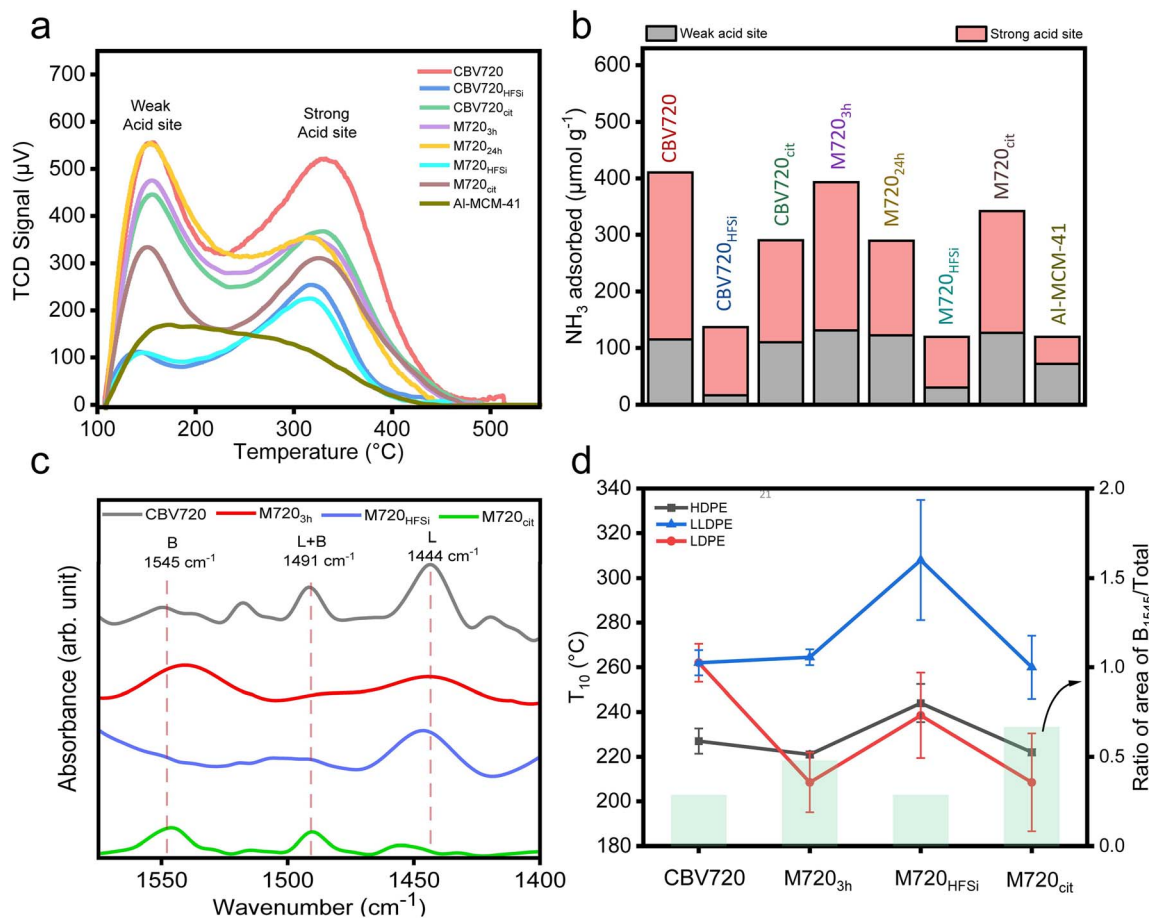 a
TCD Signal (µV)
700
600
500
400
300
200
100
0
100
200
300
400
500
Temperature (°C)
Weak
Acid site
Strong
Acid site
CBV720
CBV720HFSi
CBV720cit
M7203h
M72024h
M720HFSi
M720cit
Al-MCM-41
b
Weak acid site
Strong acid site
NH3 adsorbed (µmol g-1)
600
500
400
300
200
100
0
CBV720
CBV720HFSi
CBV720cit
M7203h
M72024h
M720HFSi
M720cit
Al-MCM-41
c
CBV720
M7203h
M720HFSi
M720cit
B
1545 cm-1
L+B
1491 cm-1
L
1444 cm-1
Absorbance (arb. unit)
1550
1500
1450
1400
Wavenumber (cm-1)
d
21
HDPE
LLDPE
LDPE
T10 (°C)
340
320
300
280
260
240
220
200
180
2.0
1.5
1.0
0.5
0.0
Ratio of area of B1545/Total
CBV720
M7203h
M720HFSi
M720cit